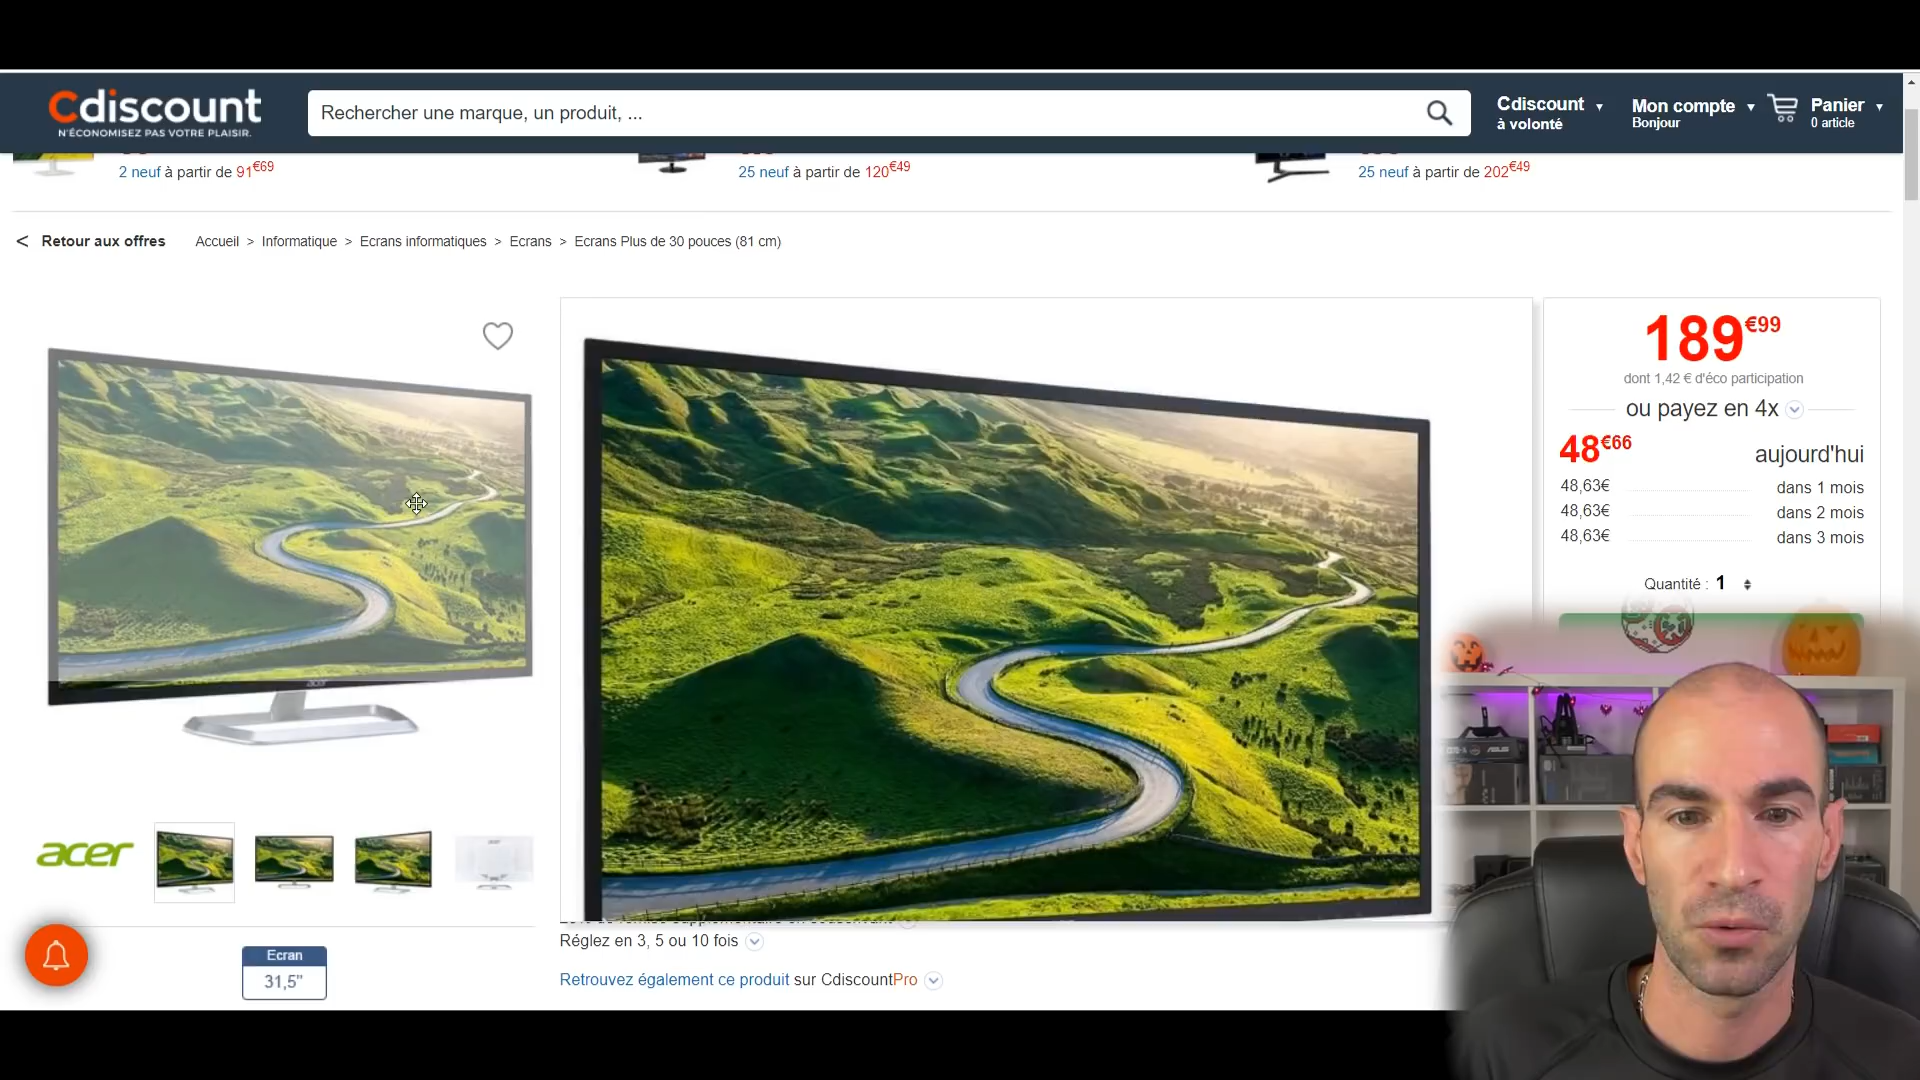 Cdiscount
N'ÉCONOMISEZ PAS VOTRE PLAISIR.
Rechercher une marque, un produit, ...
Cdiscount
à volonté
Mon compte
Bonjour
Panier
0 article
2 neuf à partir de 91€69
25 neuf à partir de 120€49
25 neuf à partir de 202€49
< Retour aux offres
Accueil > Informatique > Ecrans informatiques > Ecrans > Ecrans Plus de 30 pouces (81 cm)
189€99
dont 1,42 € d'éco participation
ou payez en 4x
48€66 aujourd'hui
48,63€ dans 1 mois
48,63€ dans 2 mois
48,63€ dans 3 mois
Quantité : 1
acer
acer
Ecran
31,5"
Réglez en 3, 5 ou 10 fois
Retrouvez également ce produit sur CdiscountPro
ASUS